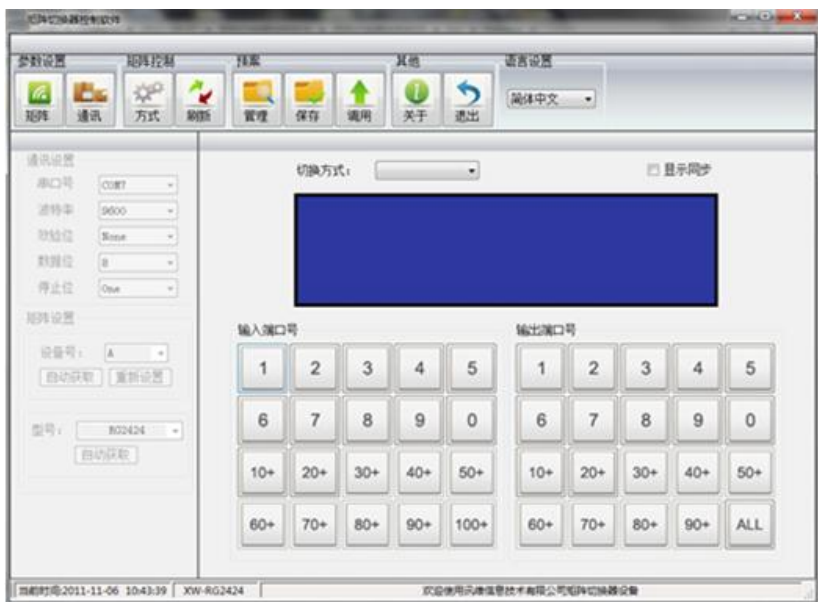 矩阵切换器控制软件
参数设置 矩阵控制 预案 其他 语言设置
矩阵 通讯 方式 刷新 管理 保存 调用 关于 退出 简体中文
通讯设置
串口号 COM7
波特率 9600
效验位 None
数据位 8
停止位 One
矩阵设置
设备号: A
自动获取 重新设置
型号: RG2424
自动获取
切换方式: 显示同步
输入端口号
1 2 3 4 5
6 7 8 9 0
10+ 20+ 30+ 40+ 50+
60+ 70+ 80+ 90+ 100+
输出端口号
1 2 3 4 5
6 7 8 9 0
10+ 20+ 30+ 40+ 50+
60+ 70+ 80+ 90+ ALL
当前时间:2011-11-06 10:43:39 XW-RG2424 欢迎使用讯维信息技术有限公司矩阵切换器设备